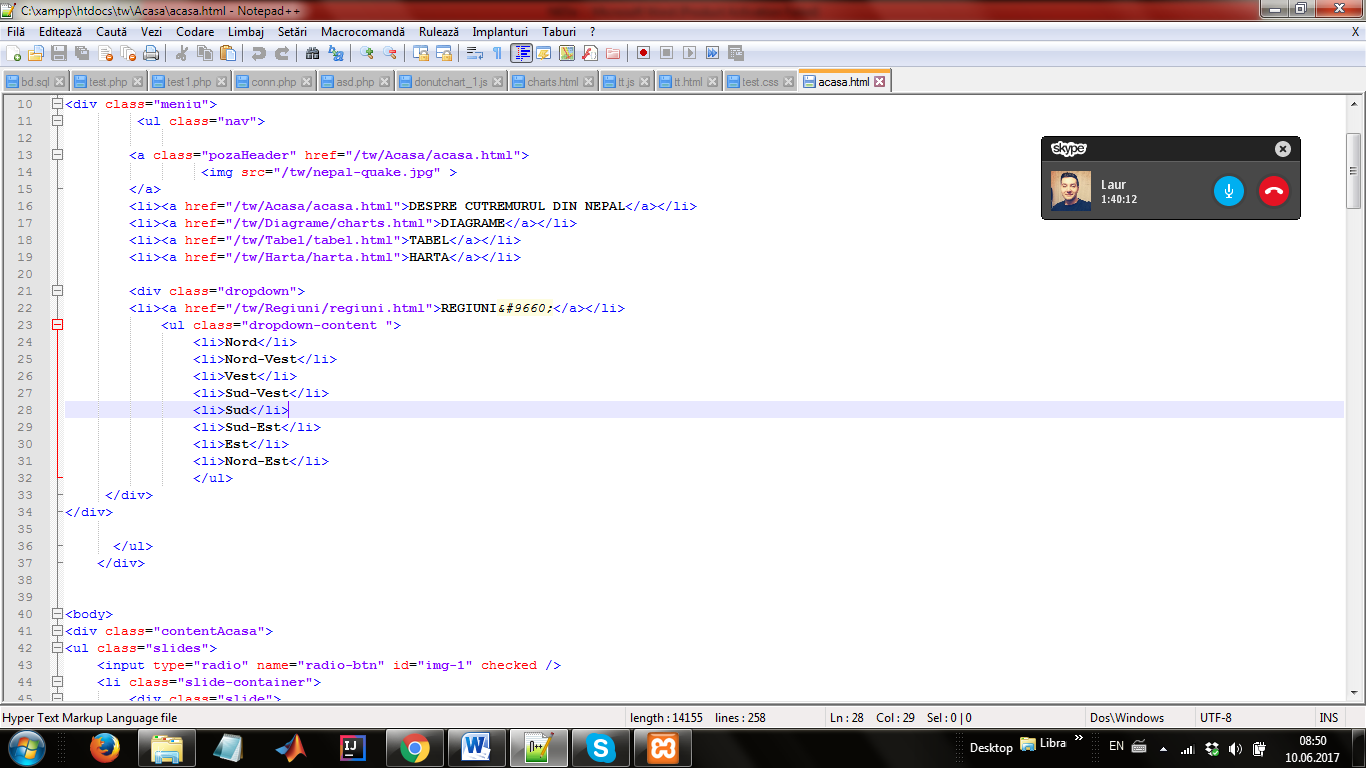 C:\xampp\htdocs\tw\Acasa\acasa.html - Notepad++
Filă Editează Caută Vezi Codare Limbaj Setări Macrocomandă Rulează Implanturi Taburi ? X
bd.sql test.php test1.php conn.php asd.php donutchart_1.js charts.html tt.js tt.html test.css acasa.html
10 <div class="meniu">
11 <ul class="nav">
12
13 <a class="pozaHeader" href="/tw/Acasa/acasa.html">
14 <img src="/tw/nepal-quake.jpg" >
15 </a>
16 <li><a href="/tw/Acasa/acasa.html">DESPRE CUTREMURUL DIN NEPAL</a></li>
17 <li><a href="/tw/Diagrame/charts.html">DIAGRAME</a></li>
18 <li><a href="/tw/Tabel/tabel.html">TABEL</a></li>
19 <li><a href="/tw/Harta/harta.html">HARTA</a></li>
20
21 <div class="dropdown">
22 <li><a href="/tw/Regiuni/regiuni.html">REGIUNI&#9660;</a></li>
23 <ul class="dropdown-content ">
24 <li>Nord</li>
25 <li>Nord-Vest</li>
26 <li>Vest</li>
27 <li>Sud-Vest</li>
28 <li>Sud</li>
29 <li>Sud-Est</li>
30 <li>Est</li>
31 <li>Nord-Est</li>
32 </ul>
33 </div>
34 </div>
35
36 </ul>
37 </div>
38
39
40 <body>
41 <div class="contentAcasa">
42 <ul class="slides">
43 <input type="radio" name="radio-btn" id="img-1" checked />
44 <li class="slide-container">
45 <div class="slide">
skype
Laur
1:40:12
Hyper Text Markup Language file length : 14155 lines : 258 Ln : 28 Col : 29 Sel : 0 | 0 Dos\Windows UTF-8 INS
Desktop Libra » EN 08:50
10.06.2017